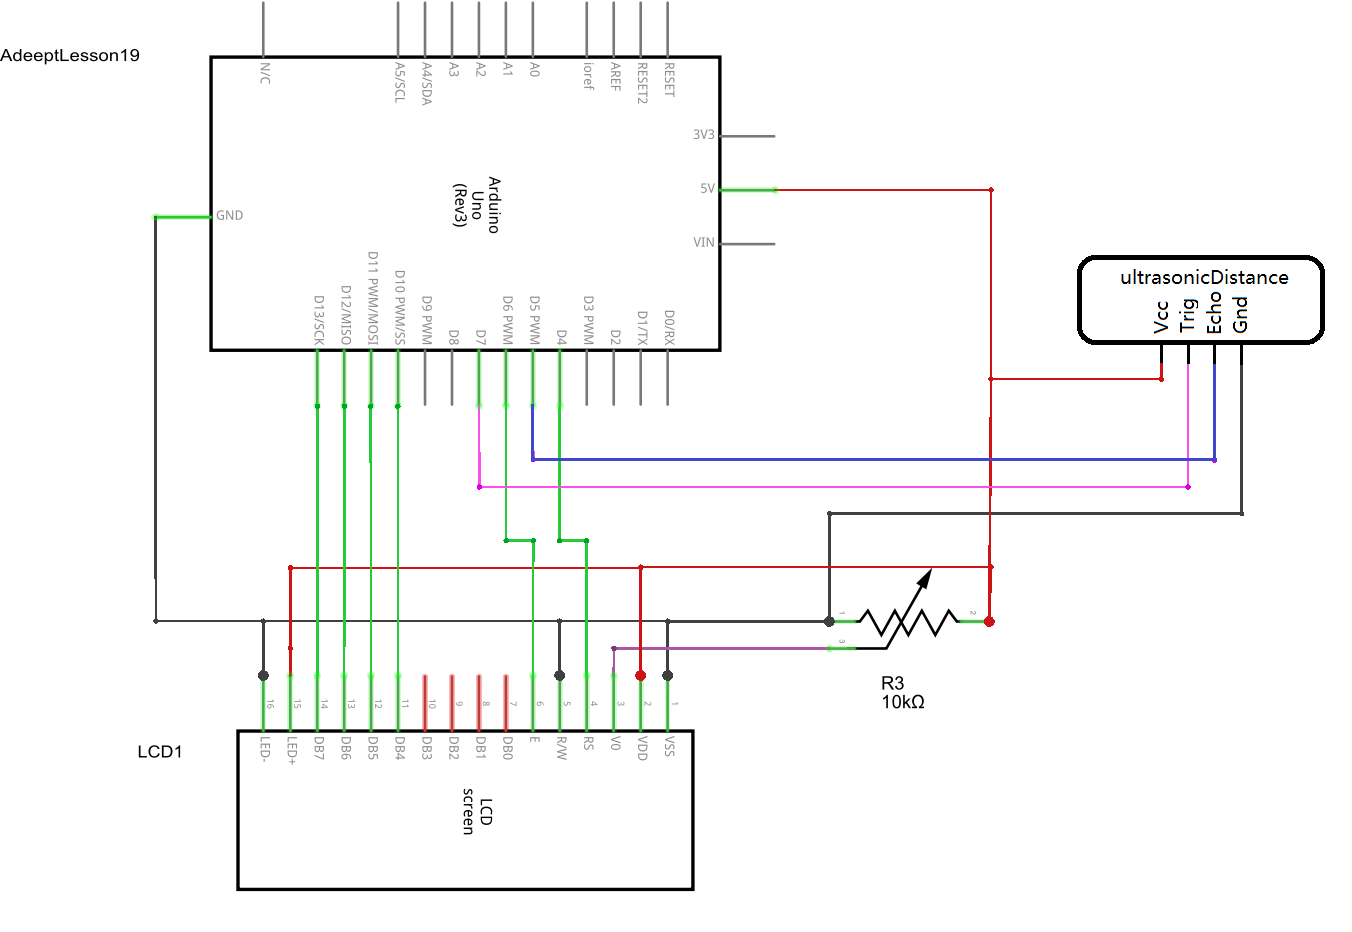 AdeeptLesson19
N/C
A5/SCL
A4/SDA
A3
A2
A1
A0
ioref
AREF
RESET2
RESET
3V3
5V
VIN
GND
Arduino
Uno
(Rev3)
D13/SCK
D12/MISO
D11 PWM/MOSI
D10 PWM/SS
D9 PWM
D8
D7
D6 PWM
D5 PWM
D4
D3 PWM
D2
D1/TX
D0/RX
ultrasonicDistance
Vcc
Trig
Echo
Gnd
1
2
3
R3
10kΩ
16
15
14
13
12
11
10
9
8
7
6
5
4
3
2
1
LCD1
LED-
LED+
DB7
DB6
DB5
DB4
DB3
DB2
DB1
DB0
E
R/W
RS
V0
VDD
VSS
LCD
screen